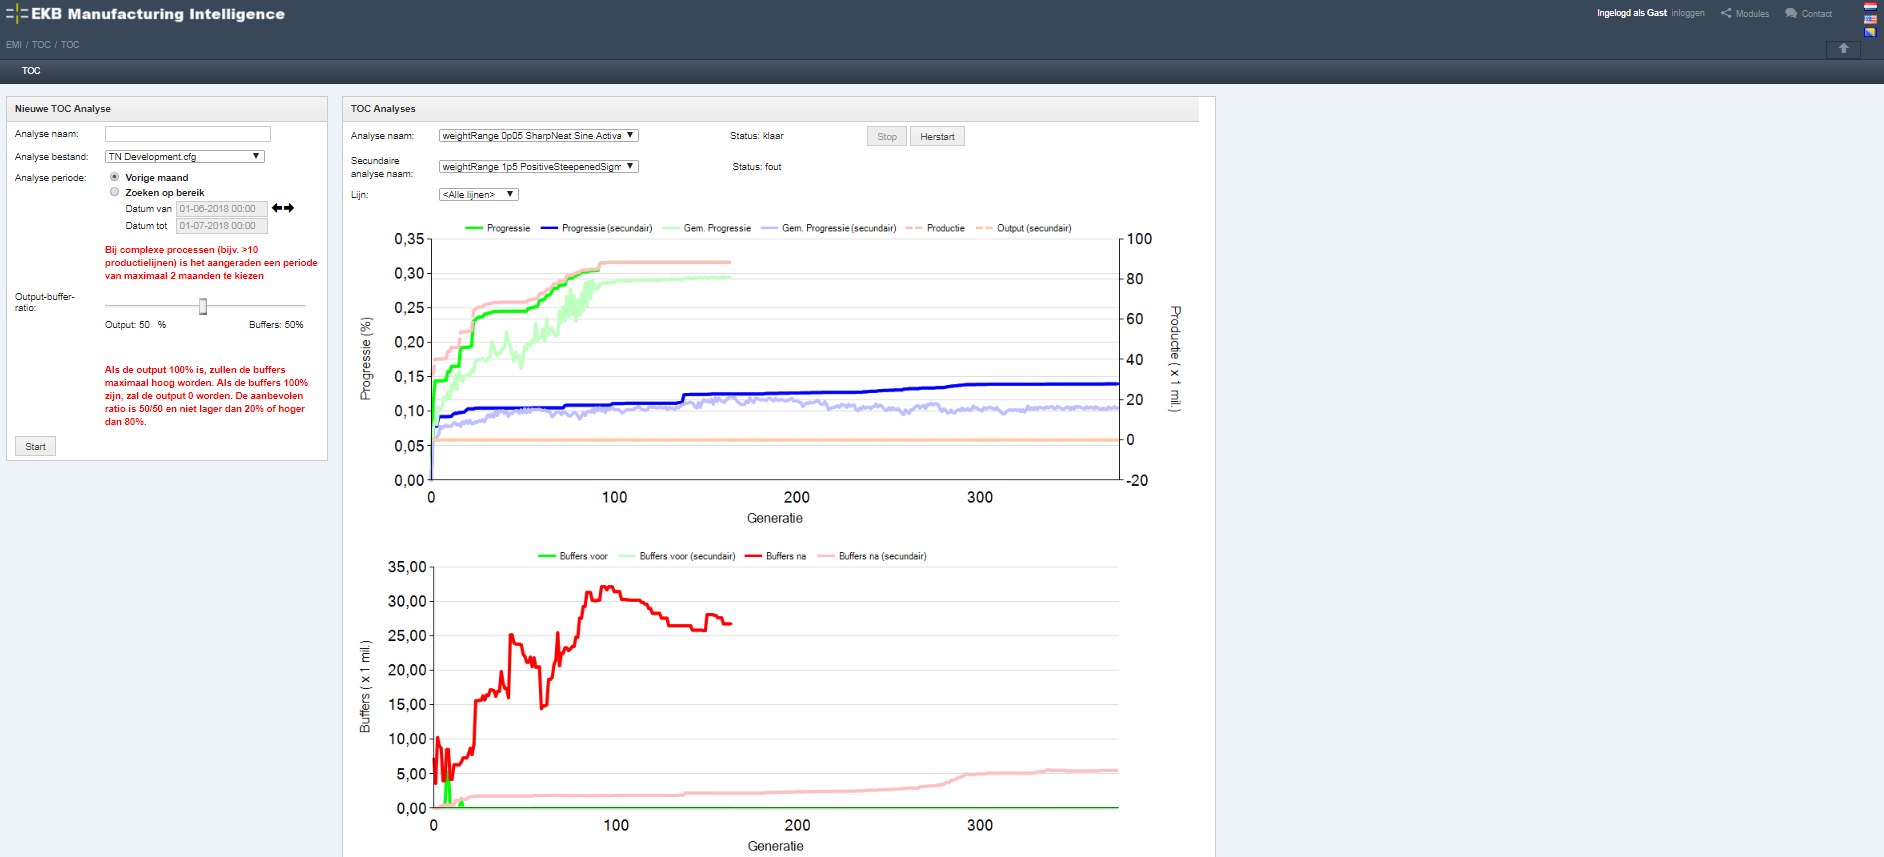 EKB Manufacturing Intelligence
Ingelogd als Gast inloggen Modules Contact
EMI / TOC / TOC
TOC
Nieuwe TOC Analyse
Analyse naam:
Analyse bestand: TN Development.cfg
Analyse periode: Vorige maand
Zoeken op bereik
Datum van 01-06-2018 00:00
Datum tot 01-07-2018 00:00
Bij complexe processen (bijv. >10
productielijnen) is het aangeraden een periode
van maximaal 2 maanden te kiezen
Output-buffer-
ratio:
Output: 50 % Buffers: 50%
Als de output 100% is, zullen de buffers
maximaal hoog worden. Als de buffers 100%
zijn, zal de output 0 worden. De aanbevolen
ratio is 50/50 en niet lager dan 20% of hoger
dan 80%.
Start
TOC Analyses
Analyse naam: weightRange 0p05 SharpNeat Sine Activa Status: klaar Stop Herstart
Secundaire
analyse naam: weightRange 1p5 PositiveSteepenedSigm Status: fout
Lijn: <Alle lijnen>
Progressie Progressie (secundair) Gem. Progressie Gem. Progressie (secundair) Productie Output (secundair)
0,35 100
0,30 80
0,25 60
0,20
0,15 40
0,10 20
0,05 0
0,00 -20
Progressie (%)
Productie ( x 1 mil.)
0 100 200 300
Generatie
Buffers voor Buffers voor (secundair) Buffers na Buffers na (secundair)
35,00
30,00
25,00
20,00
15,00
10,00
5,00
0,00
Buffers ( x 1 mil.)
0 100 200 300
Generatie